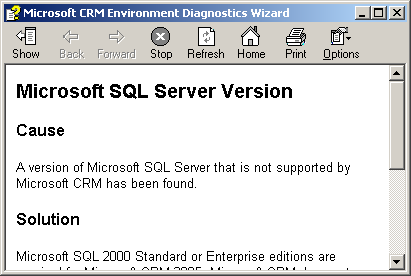 Microsoft CRM Environment Diagnostics Wizard
Show Back Forward Stop Refresh Home Print Options
Microsoft SQL Server Version
Cause
A version of Microsoft SQL Server that is not supported by
Microsoft CRM has been found.
Solution
Microsoft SQL 2000 Standard or Enterprise editions are